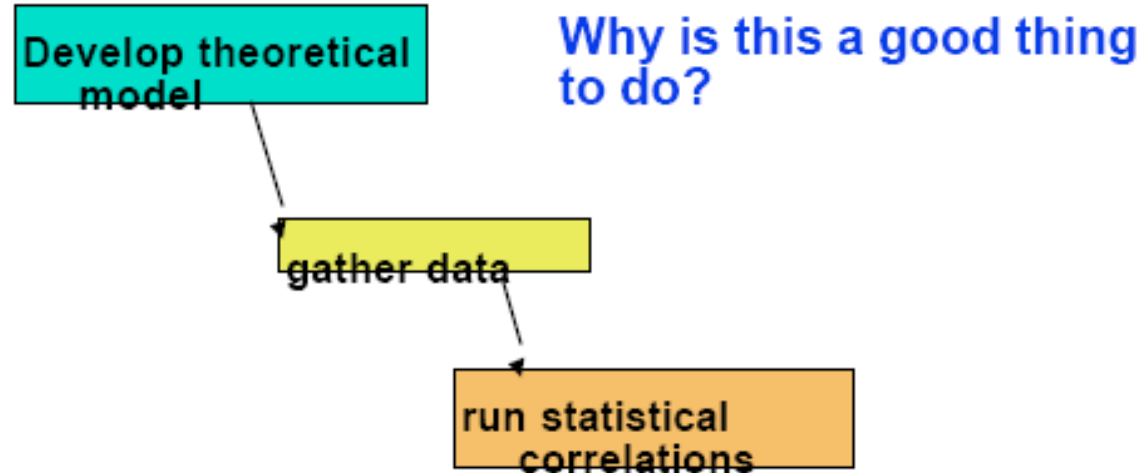 Develop theoretical
model
Why is this a good thing
to do?
gather data
run statistical
correlations